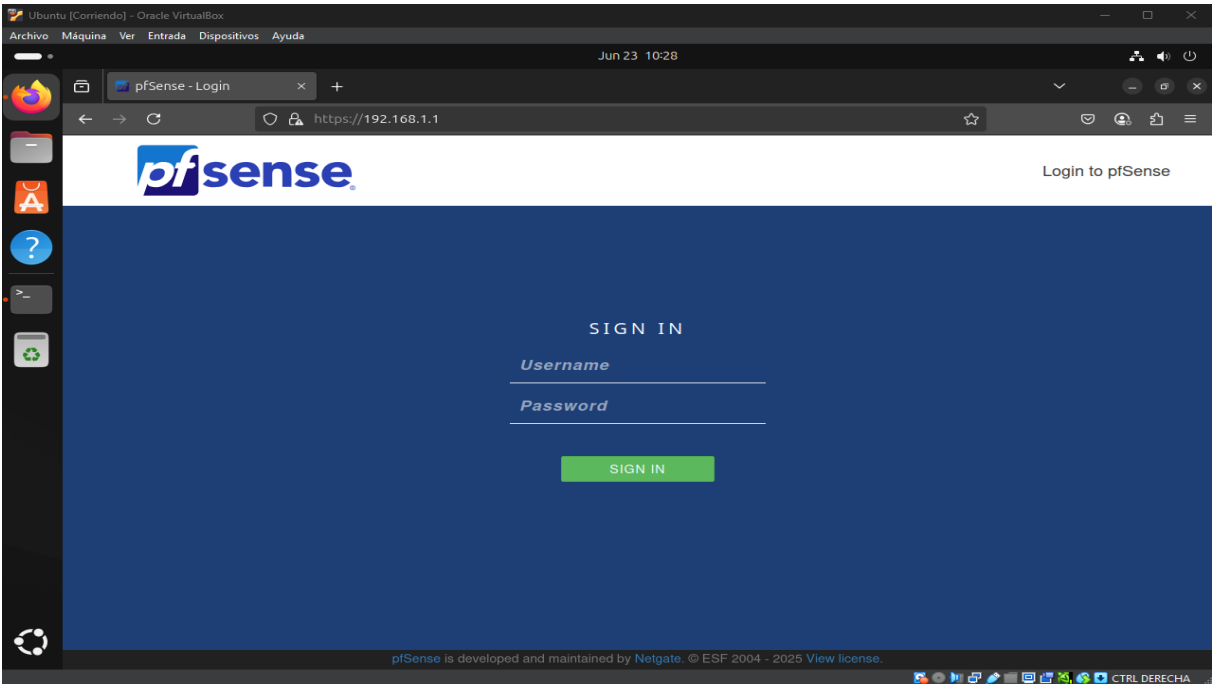 Ubuntu [Corriendo] - Oracle VirtualBox
Archivo Máquina Ver Entrada Dispositivos Ayuda
Jun 23 10:28
pfSense - Login
https://192.168.1.1
pfsense
Login to pfSense
SIGN IN
Username
Password
SIGN IN
pfSense is developed and maintained by Netgate. © ESF 2004 - 2025 View license.
CTRL DERECHA